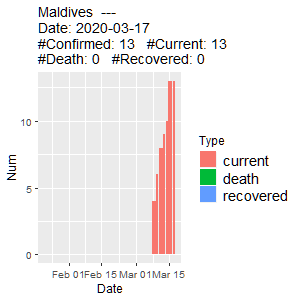 Maldives  ---
Date: 2020-03-17
#Confirmed: 13   #Current: 13
#Death: 0   #Recovered: 0
Num
10
5
0
Feb 01 Feb 15 Mar 01 Mar 15
Date
Type
current
death
recovered